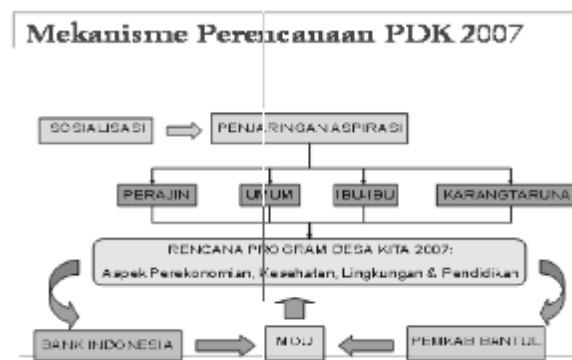 Mekanisme Perencanaan PDK 2007
SOSIALISASI
PENJARINGAN ASPIRASI
PERAJIN
UMUM
IBU-IBU
KARANGTARUNA
RENCANA PROGRAM DESA KITA 2007:
Aspek Perekonomian, Kesehatan, Lingkungan & Pendidikan
BANK INDONESIA
MOU
PEMKAB BANTUL